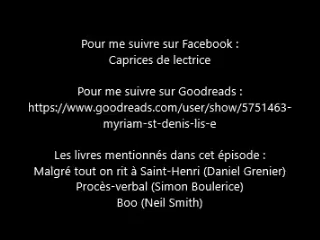 Pour me suivre sur Facebook :
Caprices de lectrice
Pour me suivre sur Goodreads :
https://www.goodreads.com/user/show/5751463-
myriam-st-denis-lis-e
Les livres mentionnés dans cet épisode :
Malgré tout on rit à Saint-Henri (Daniel Grenier)
Procès-verbal (Simon Boulerice)
Boo (Neil Smith)